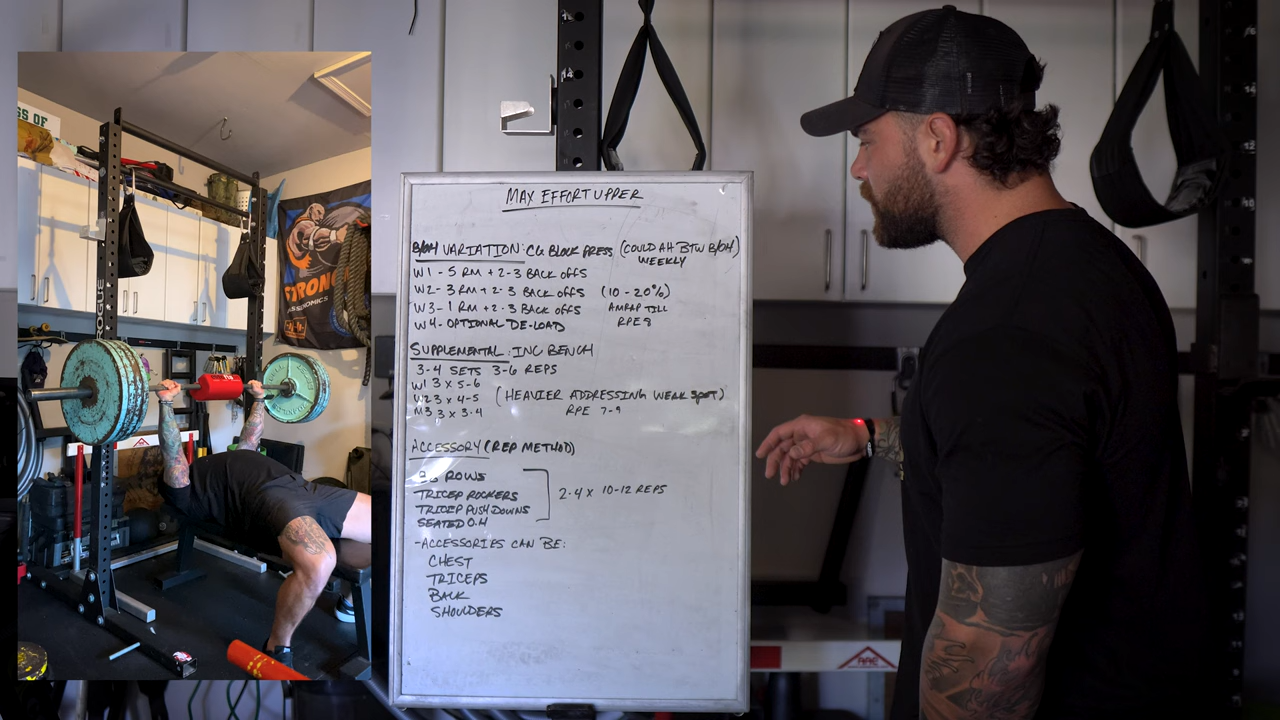 MAX EFFORT UPPER
B/OH VARIATION: CG BLOCK PRESS (COULD AH BTW B/OH)
WEEKLY
W1 - 5 RM + 2-3 BACK OFFS
W2 - 3 RM + 2-3 BACK OFFS (10-20%)
W3 - 1 RM + 2-3 BACK OFFS AMRAP TILL
W4 - OPTIONAL DE-LOAD RPE 8
SUPPLEMENTAL: INC BENCH
3-4 SETS 3-6 REPS
W1 3 x 5-6
W2 3 x 4-5 (HEAVIER ADDRESSING WEAK SPOT)
W3 3 x 3-4 RPE 7-9
ACCESSORY (REP METHOD)
ROWS
TRICEP ROCKERS 2-4 x 10-12 REPS
TRICEP PUSHDOWNS
SEATED O.H
-ACCESSORIES CAN BE:
CHEST
TRICEPS
BACK
SHOULDERS
SS OF
STRONG